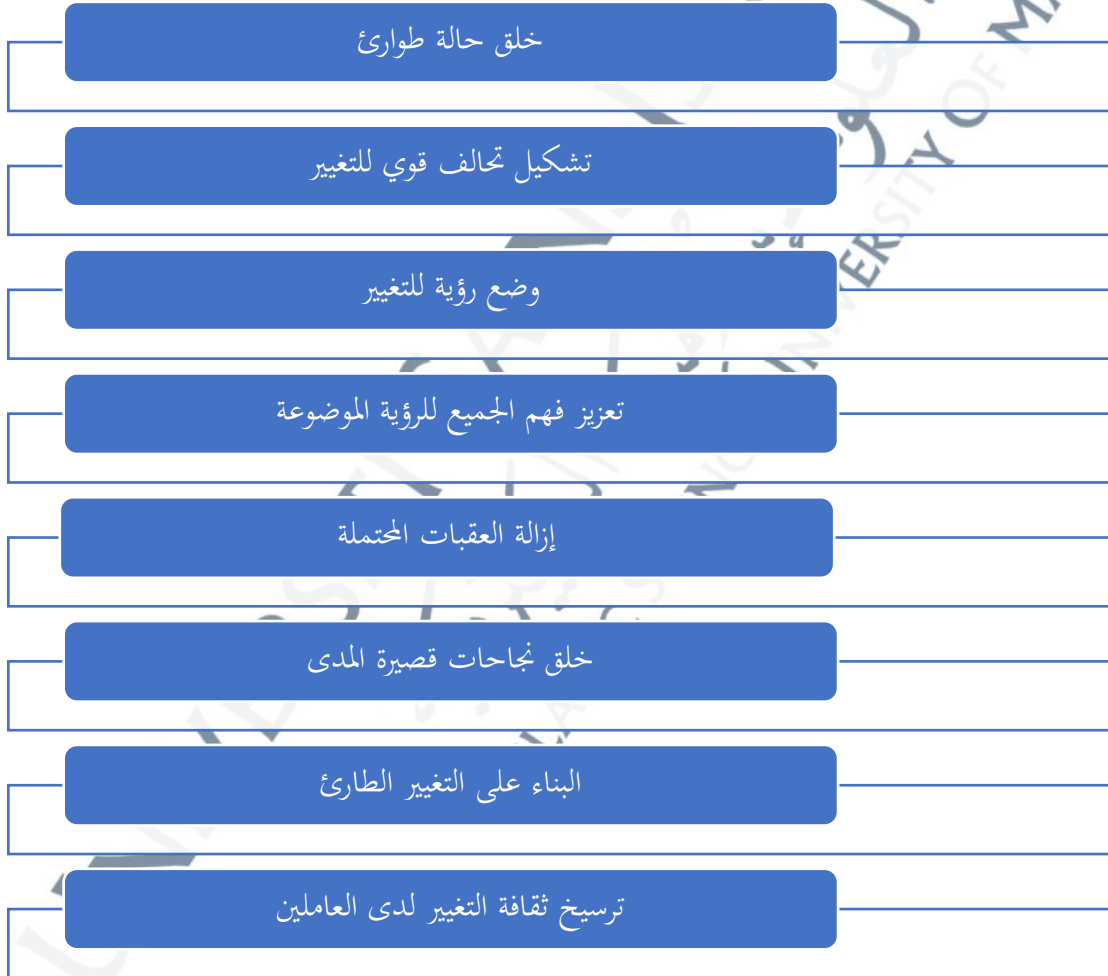 خلق حالة طوارئ
تشكيل تحالف قوي للتغيير
وضع رؤية للتغيير
تعزيز فهم الجميع للرؤية الموضوعة
إزالة العقبات المحتملة
خلق نجاحات قصيرة المدى
البناء على التغيير الطارئ
ترسيخ ثقافة التغيير لدى العاملين